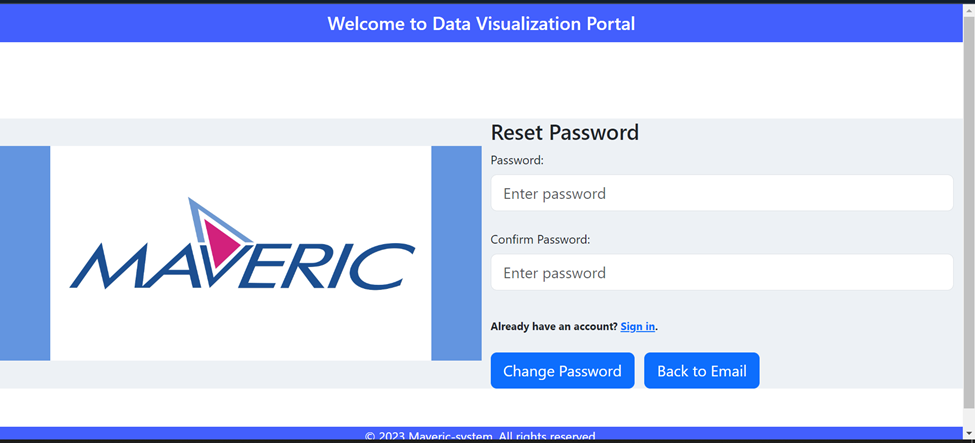 Welcome to Data Visualization Portal
MAVERIC
Reset Password
Password:
Enter password
Confirm Password:
Enter password
Already have an account? Sign in.
Change Password
Back to Email
© 2023 Maveric-system. All rights reserved